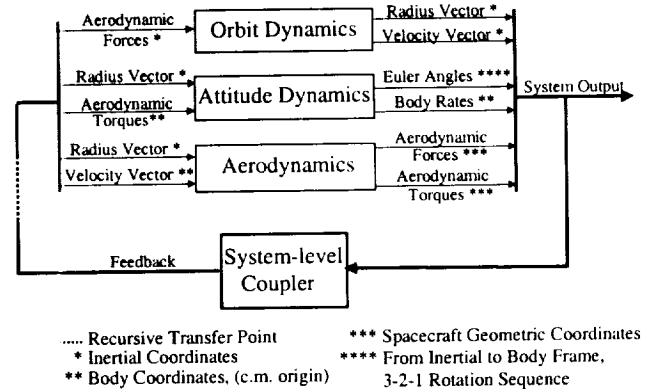 Aerodynamic
Forces *
Orbit Dynamics
Radius Vector *
Velocity Vector *
Radius Vector *
Aerodynamic
Torques**
Attitude Dynamics
Euler Angles ****
Body Rates **
System Output
Radius Vector *
Velocity Vector **
Aerodynamics
Aerodynamic
Forces ***
Aerodynamic
Torques ***
Feedback
System-level
Coupler
..... Recursive Transfer Point
* Inertial Coordinates
** Body Coordinates, (c.m. origin)
*** Spacecraft Geometric Coordinates
**** From Inertial to Body Frame,
3-2-1 Rotation Sequence